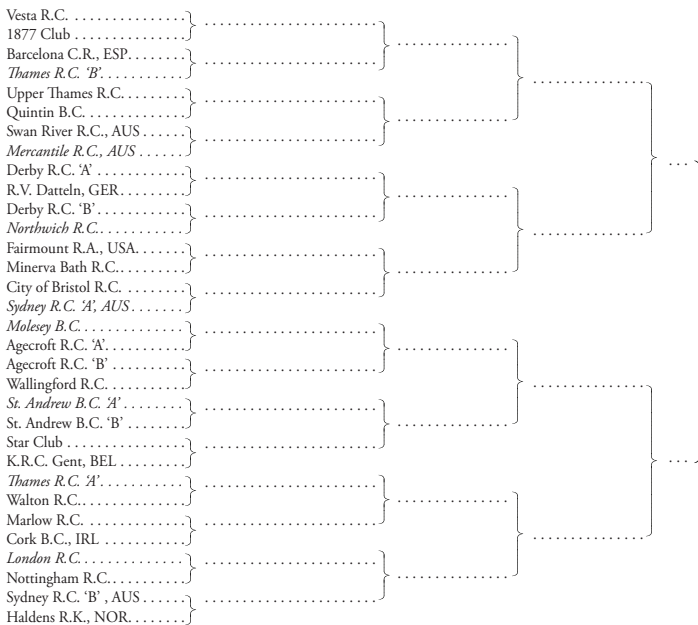 Vesta R.C.
1877 Club
Barcelona C.R., ESP
Thames R.C. ‘B’
Upper Thames R.C.
Quintin B.C.
Swan River R.C., AUS
Mercantile R.C., AUS
Derby R.C. ‘A’
R.V. Datteln, GER
Derby R.C. ‘B’
Northwich R.C.
Fairmount R.A., USA
Minerva Bath R.C.
City of Bristol R.C.
Sydney R.C. ‘A’, AUS
Molesey B.C.
Agecroft R.C. ‘A’
Agecroft R.C. ‘B’
Wallingford R.C.
St. Andrew B.C. ‘A’
St. Andrew B.C. ‘B’
Star Club
K.R.C. Gent, BEL
Thames R.C. ‘A’
Walton R.C.
Marlow R.C.
Cork B.C., IRL
London R.C.
Nottingham R.C.
Sydney R.C. ‘B’ , AUS
Haldens R.K., NOR